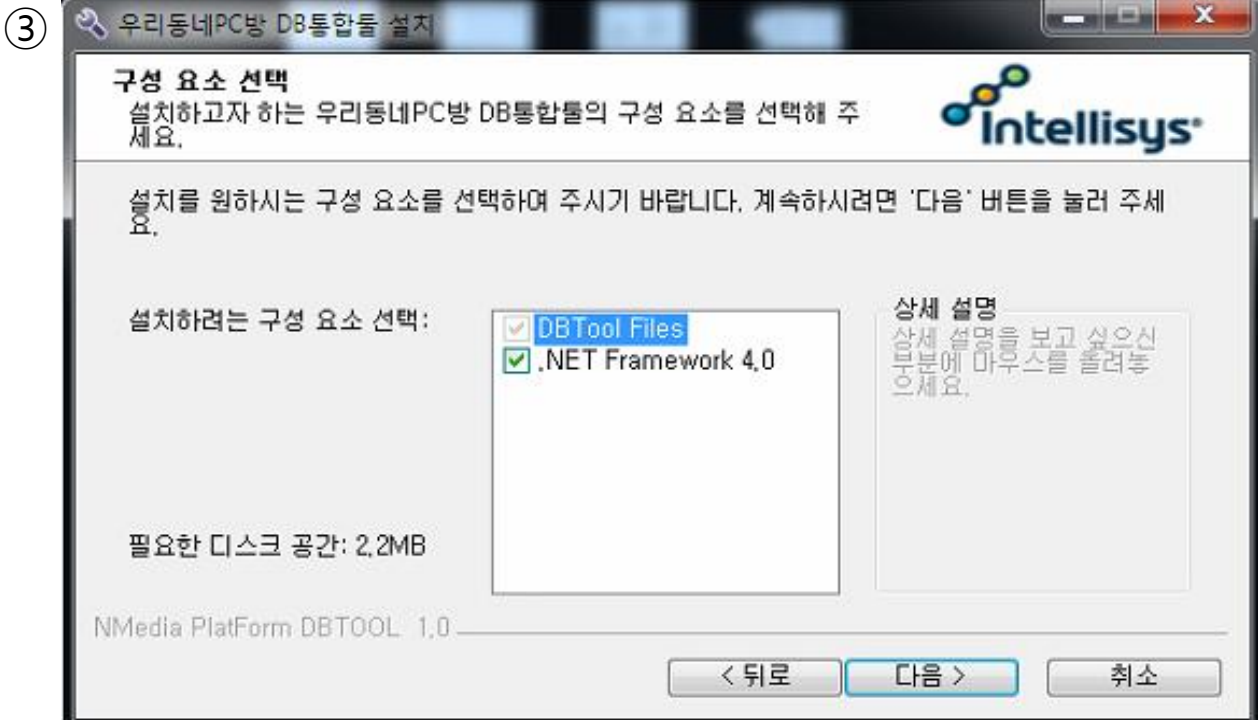 ③
우리동네PC방 DB통합툴 설치
구성 요소 선택
설치하고자 하는 우리동네PC방 DB통합툴의 구성 요소를 선택해 주
세요.
Intellisys
설치를 원하시는 구성 요소를 선택하여 주시기 바랍니다. 계속하시려면 '다음' 버튼을 눌러 주세
요.
설치하려는 구성 요소 선택:
DBTool Files
.NET Framework 4.0
상세 설명
상세 설명을 보고 싶으신
부분에 마우스를 올려놓
으세요.
필요한 디스크 공간: 2.2MB
NMedia PlatForm DBTOOL 1.0
< 뒤로
다음 >
취소